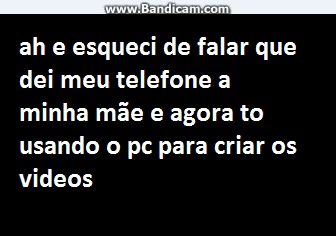 www.Bandicam.com
ah e esqueci de falar que
dei meu telefone a
minha mãe e agora to
usando o pc para criar os
videos